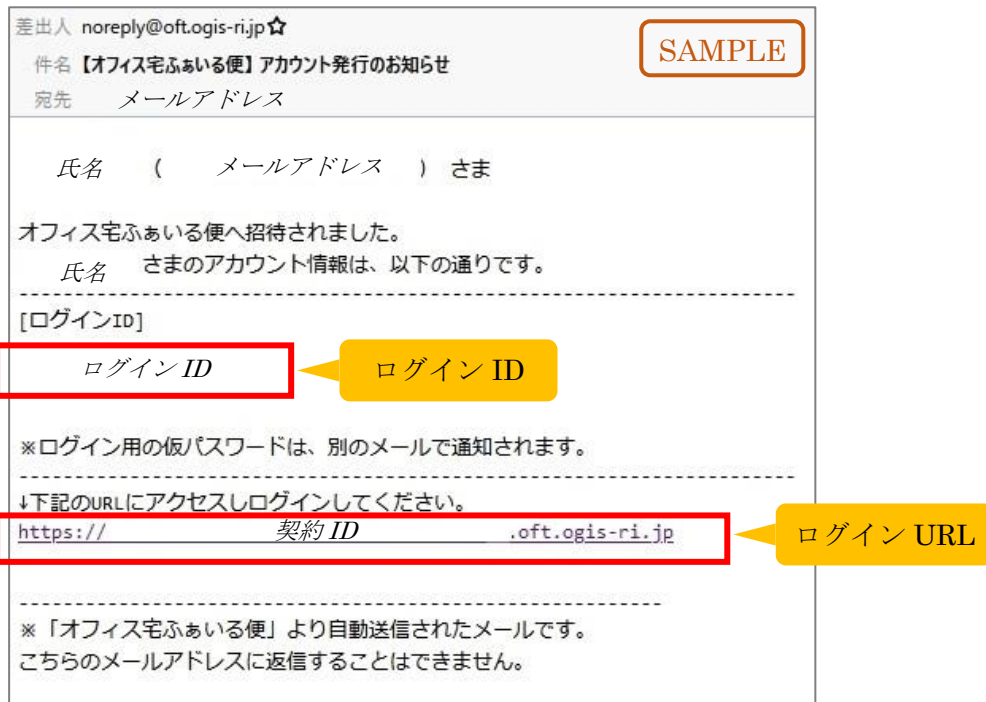 差出人 noreply@oft.ogis-ri.jp☆
SAMPLE
件名【オフィス宅ふぁいる便】アカウント発行のお知らせ
宛先 メールアドレス
氏名 ( メールアドレス ) さま
オフィス宅ふぁいる便へ招待されました。
氏名 さまのアカウント情報は、以下の通りです。
--------------------------------------------------------------------
[ログインID]
ログイン ID
ログイン ID
※ログイン用の仮パスワードは、別のメールで通知されます。
--------------------------------------------------------------------
↓下記のURLにアクセスしログインしてください。
https:// 契約 ID .oft.ogis-ri.jp
ログイン URL
--------------------------------------------------------
※「オフィス宅ふぁいる便」より自動送信されたメールです。
こちらのメールアドレスに返信することはできません。